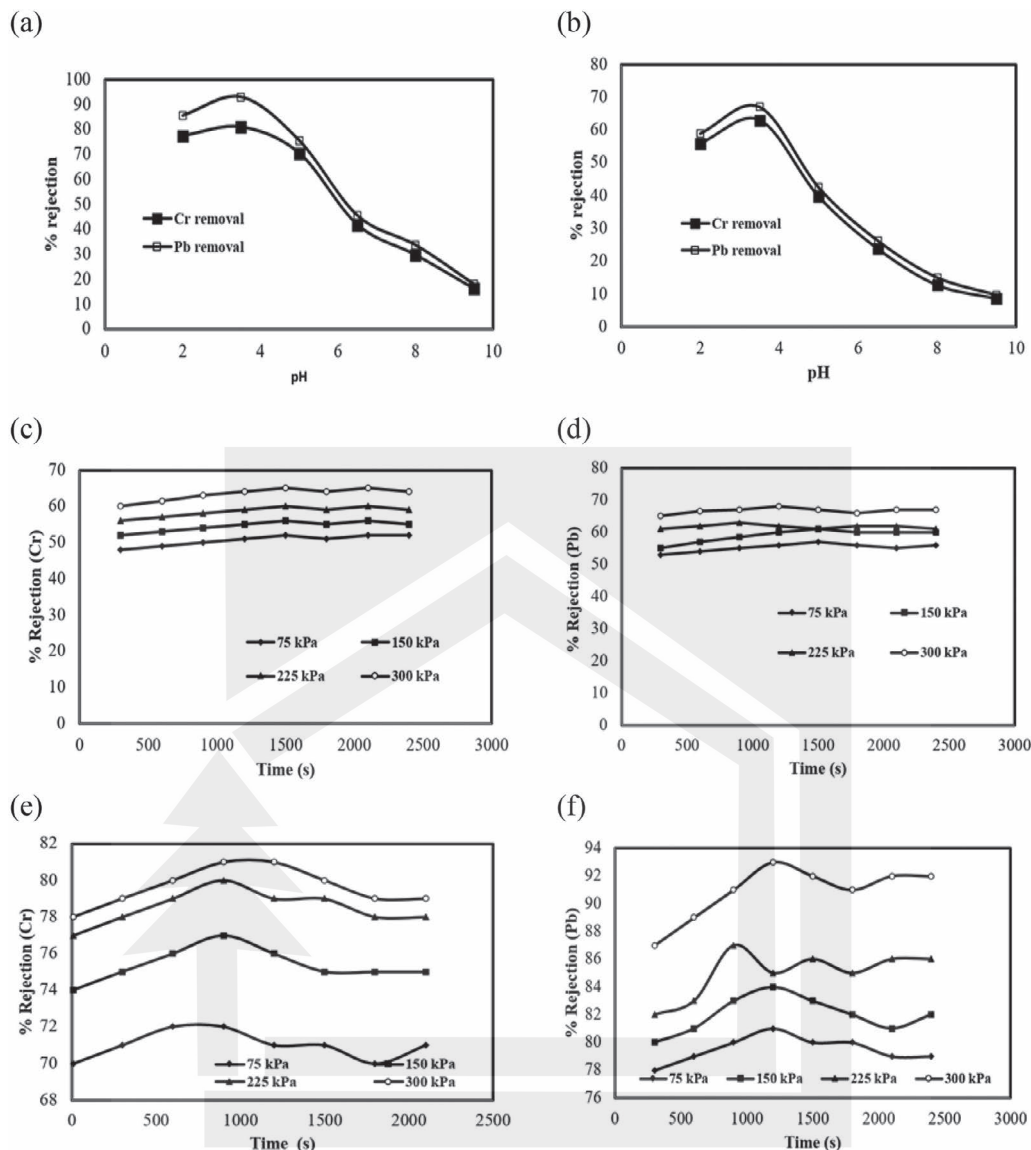 (a)
100
90
80
70
60
50
40
30
20
10
0
% rejection
Cr removal
Pb removal
0 2 4 6 8 10
pH
(b)
80
70
60
50
40
30
20
10
0
% rejection
Cr removal
Pb removal
0 2 4 6 8 10
pH
(c)
70
60
50
40
30
20
10
0
% Rejection (Cr)
75 kPa 150 kPa
225 kPa 300 kPa
0 500 1000 1500 2000 2500 3000
Time (s)
(d)
80
70
60
50
40
30
20
10
0
% Rejection (Pb)
75 kPa 150 kPa
225 kPa 300 kPa
0 500 1000 1500 2000 2500 3000
Time (s)
(e)
82
80
78
76
74
72
70
68
% Rejection (Cr)
75 kPa 150 kPa
225 kPa 300 kPa
0 500 1000 1500 2000 2500
Time (s)
(f)
94
92
90
88
86
84
82
80
78
76
% Rejection (Pb)
75 kPa 150 kPa 225 kPa 300 kPa
0 500 1000 1500 2000 2500 3000
Time (s)